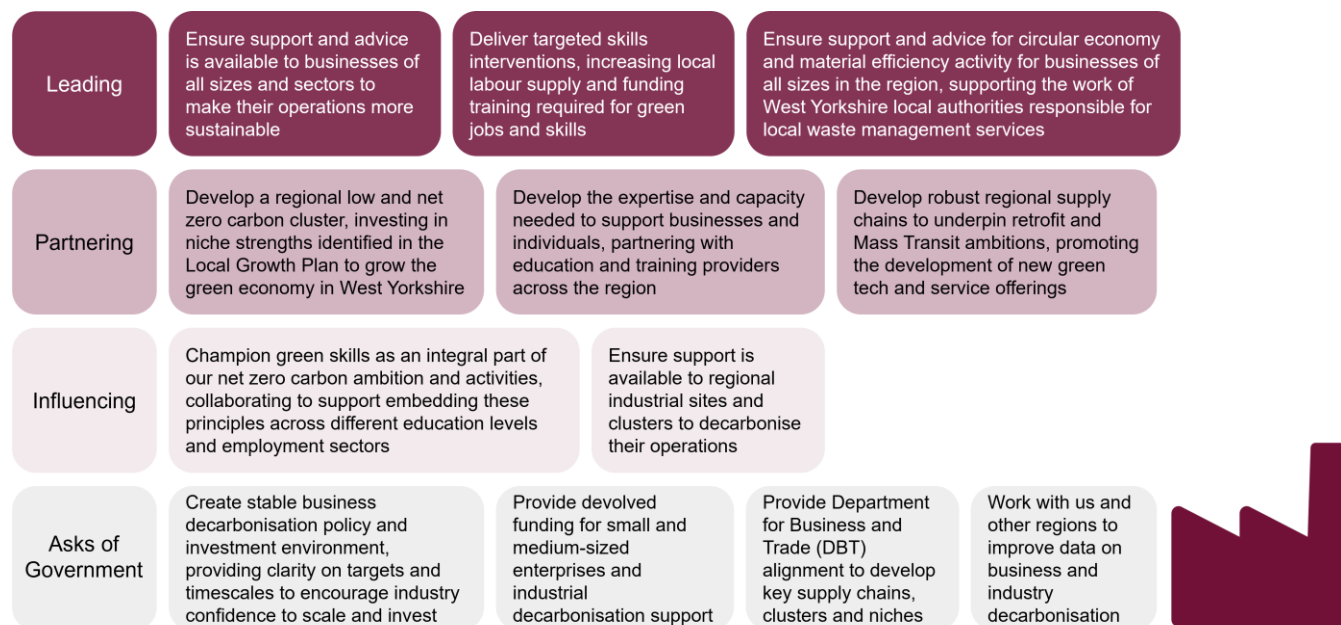 Leading
Ensure support and advice
is available to businesses of
all sizes and sectors to
make their operations more
sustainable
Deliver targeted skills
interventions, increasing local
labour supply and funding
training required for green
jobs and skills
Ensure support and advice for circular economy
and material efficiency activity for businesses of
all sizes in the region, supporting the work of
West Yorkshire local authorities responsible for
local waste management services
Partnering
Develop a regional low and net
zero carbon cluster, investing in
niche strengths identified in the
Local Growth Plan to grow the
green economy in West Yorkshire
Develop the expertise and capacity
needed to support businesses and
individuals, partnering with
education and training providers
across the region
Develop robust regional supply
chains to underpin retrofit and
Mass Transit ambitions, promoting
the development of new green
tech and service offerings
Influencing
Champion green skills as an integral part of
our net zero carbon ambition and activities,
collaborating to support embedding these
principles across different education levels
and employment sectors
Ensure support is
available to regional
industrial sites and
clusters to decarbonise
their operations
Asks of
Government
Create stable business
decarbonisation policy and
investment environment,
providing clarity on targets and
timescales to encourage industry
confidence to scale and invest
Provide devolved
funding for small and
medium-sized
enterprises and
industrial
decarbonisation support
Provide Department
for Business and
Trade (DBT)
alignment to develop
key supply chains,
clusters and niches
Work with us and
other regions to
improve data on
business and
industry
decarbonisation